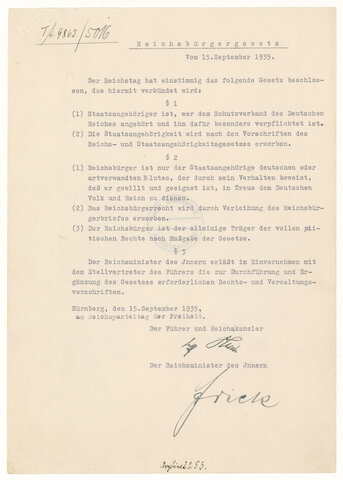 T/f 9862/5016
Reichsbürgergesetz
Vom 15.September 1935.
Der Reichstag hat einstimmig das folgende Gesetz beschlos-
sen, das hiermit verkündet wird:
§ 1
(1) Staatsangehöriger ist, wer dem Schutzverband des Deutschen
Reiches angehört und ihm dafür besonders verpflichtet ist.
(2) Die Staatsangehörigkeit wird nach den Vorschriften des
Reichs- und Staatsangehörigkeitsgesetzes erworben.
§ 2
(1) Reichsbürger ist nur der Staatsangehörige deutschen oder
artverwandten Blutes, der durch sein Verhalten beweist,
daß er gewillt und geeignet ist, in Treue dem Deutschen
Volk und Reich zu dienen.
(2) Das Reichsbürgerrecht wird durch Verleihung des Reichsbür-
gerbriefes erworben.
(3) Der Reichsbürger ist der alleinige Träger der vollen poli-
tischen Rechte nach Maßgabe der Gesetze.
§ 3
Der Reichsminister des Jnnern erläßt im Einvernehmen mit
dem Stellvertreter des Führers die zur Durchführung und Er-
gänzung des Gesetzes erforderlichen Rechts- und Verwaltungs-
vorschriften.
Nürnberg, den 15.September 1935,
am Reichsparteitag der Freiheit.
Der Führer und Reichskanzler
Der Reichsminister des Jnnern
Frick